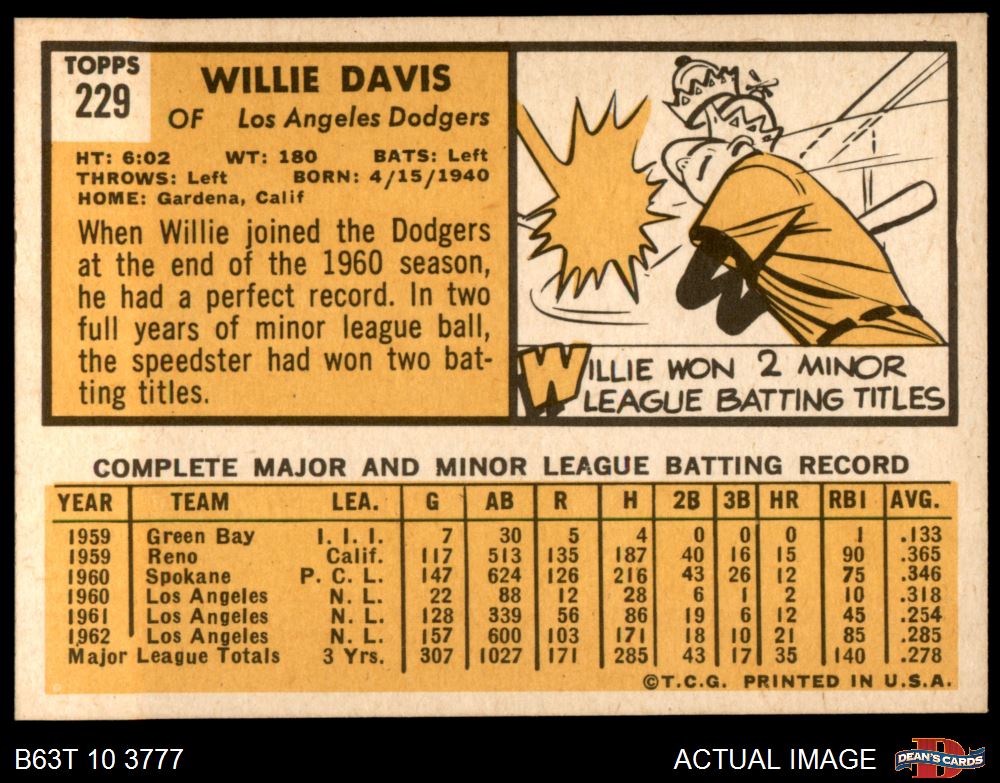 TOPPS
229
WILLIE DAVIS
OF Los Angeles Dodgers
HT: 6:02 WT: 180 BATS: Left
THROWS: Left BORN: 4/15/1940
HOME: Gardena, Calif
When Willie joined the Dodgers
at the end of the 1960 season,
he had a perfect record. In two
full years of minor league ball,
the speedster had won two bat-
ting titles.
WILLIE WON 2 MINOR
LEAGUE BATTING TITLES
COMPLETE MAJOR AND MINOR LEAGUE BATTING RECORD
YEAR TEAM LEA. G AB R H 2B 3B HR RBI AVG.
1959 Green Bay I. I. I. 7 30 5 4 0 0 0 1 .133
1959 Reno Calif. 117 513 135 187 40 16 15 90 .365
1960 Spokane P. C. L. 147 624 126 216 43 26 12 75 .346
1960 Los Angeles N. L. 22 88 12 28 6 1 2 10 .318
1961 Los Angeles N. L. 128 339 56 86 19 6 12 45 .254
1962 Los Angeles N. L. 157 600 103 171 18 10 21 85 .285
Major League Totals 3 Yrs. 307 1027 171 285 43 17 35 140 .278
©T.C.G. PRINTED IN U.S.A.
B63T 10 3777
ACTUAL IMAGE
D
DEAN'S CARDS